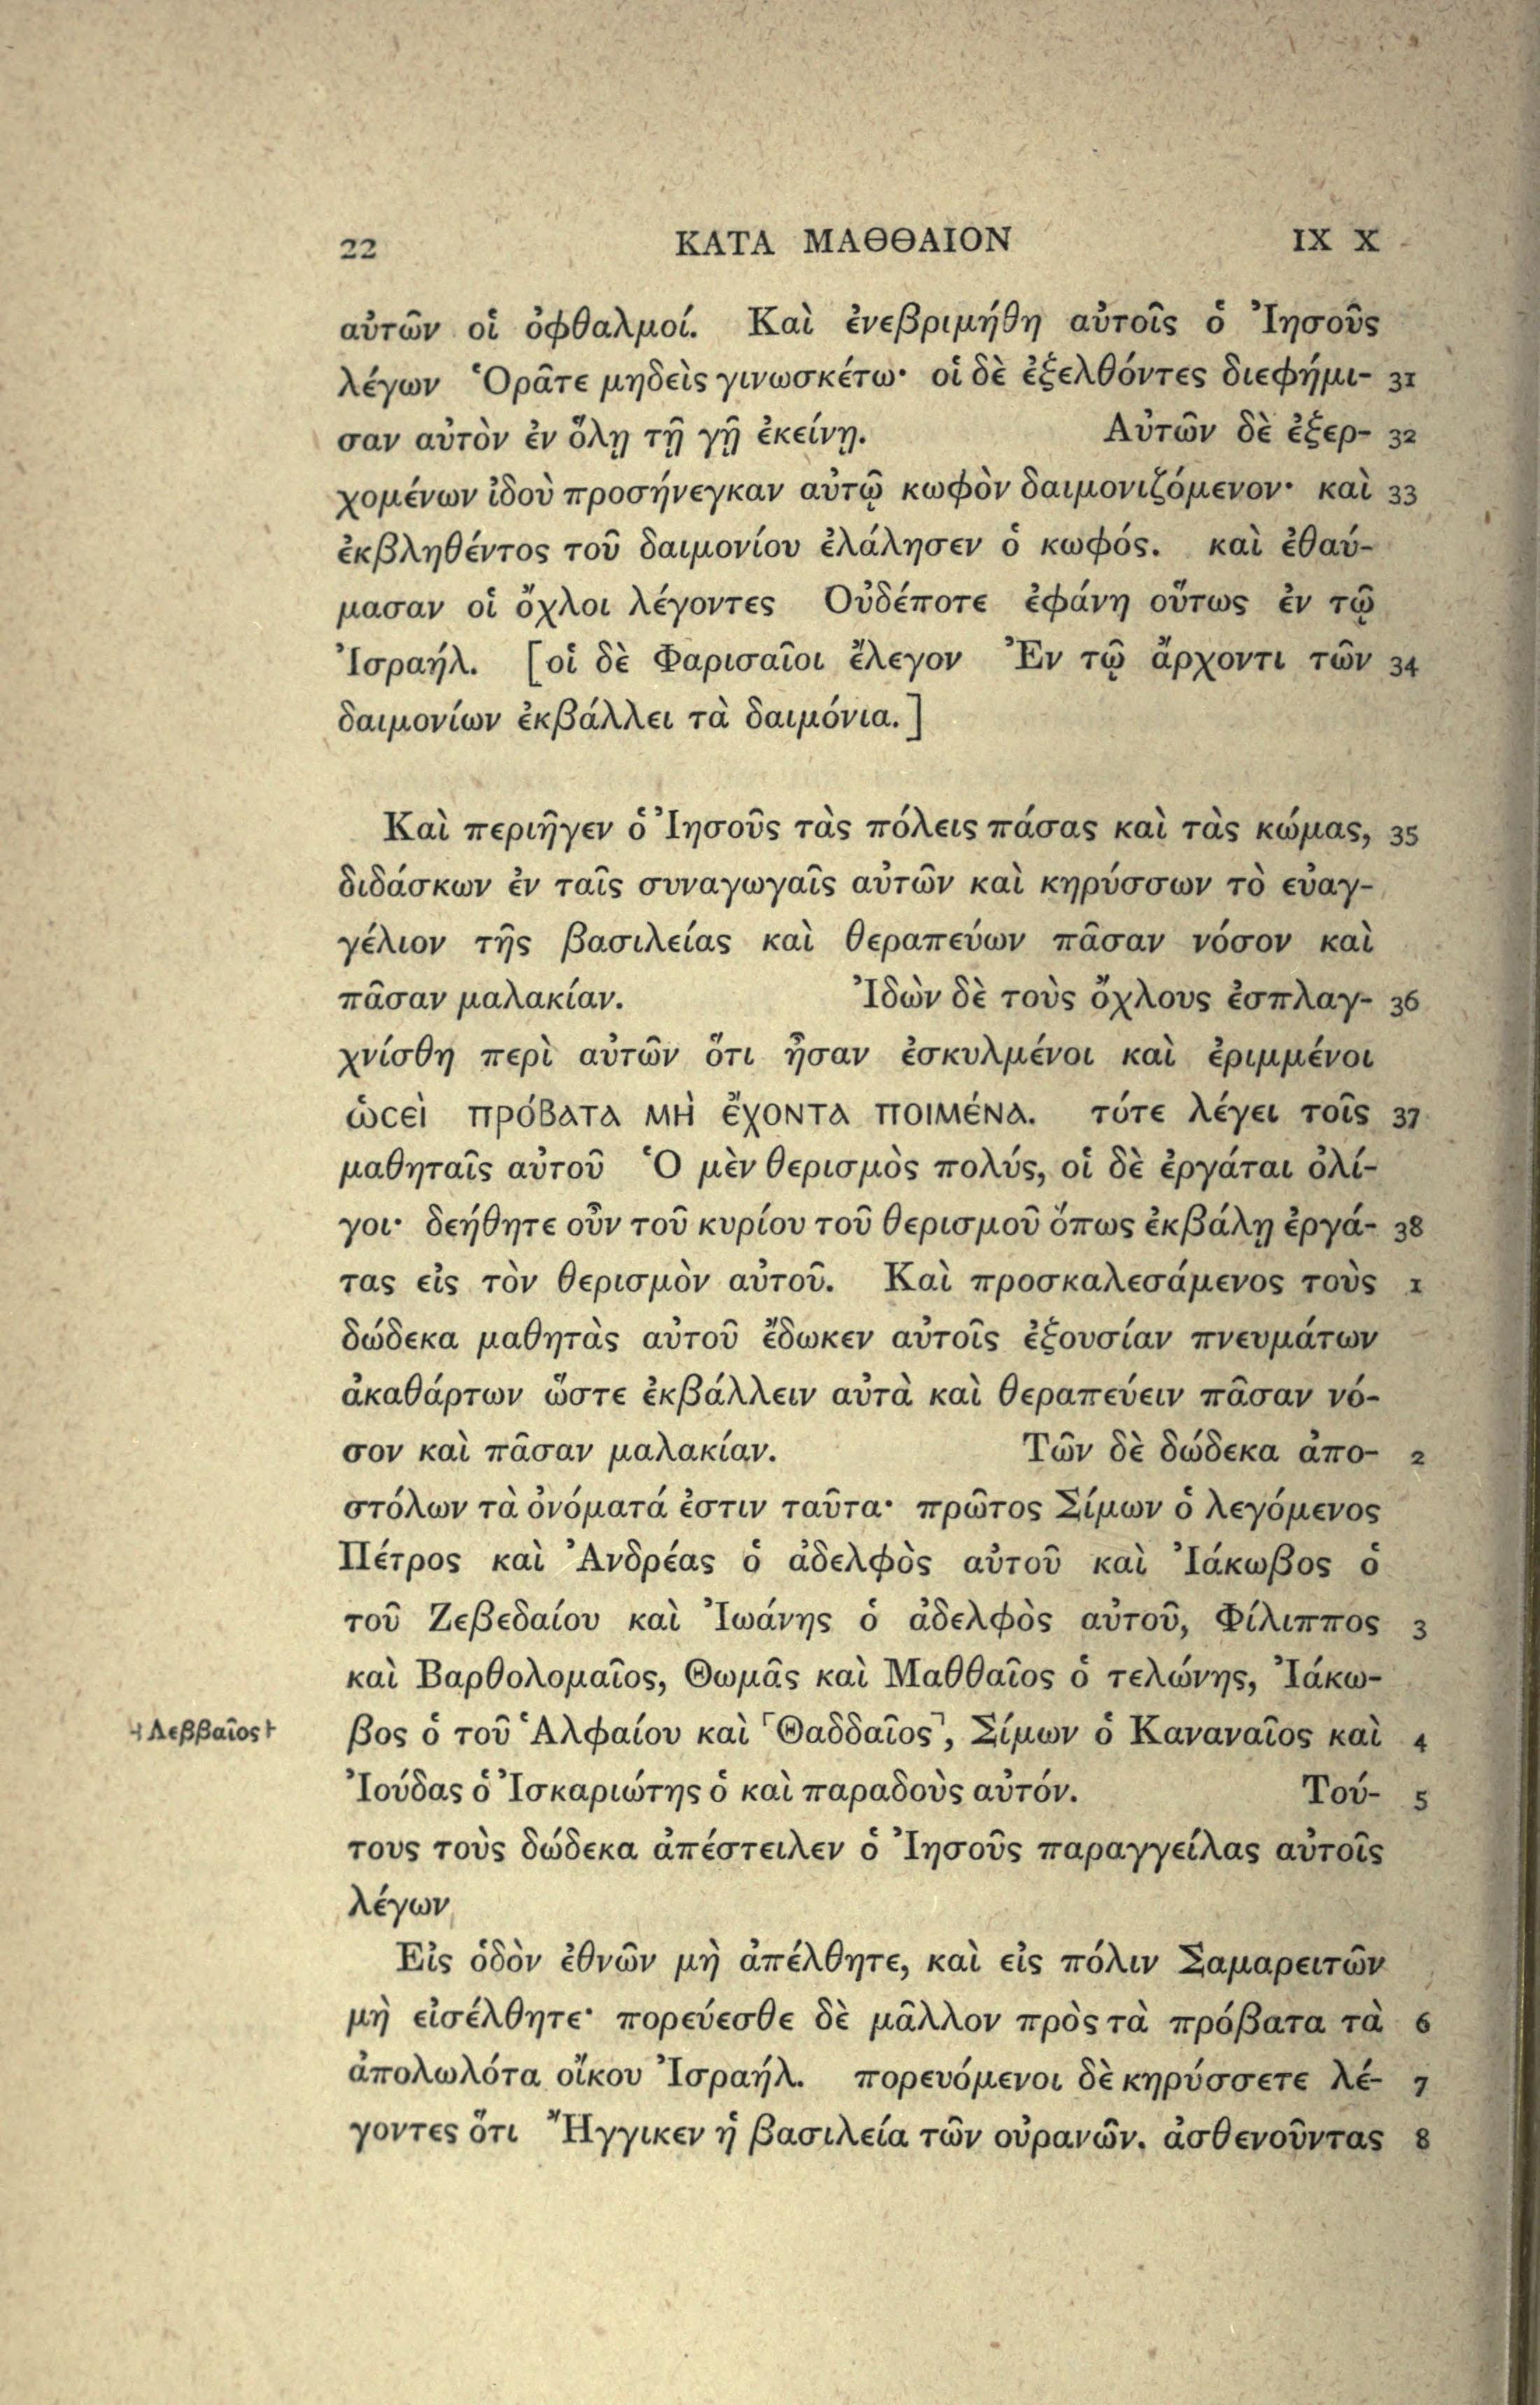 22 ΚΑΤΑ ΜΑΘΘΑΙΟΝ IX X
αὐτῶν οἱ ὀφθαλμοί. Καὶ ἐνεβριμήθη αὐτοῖς ὁ Ἰησοῦς
λέγων Ὁρᾶτε μηδεὶς γινωσκέτω· οἱ δὲ ἐξελθόντες διεφήμι- 31
σαν αὐτὸν ἐν ὅλῃ τῇ γῇ ἐκείνῃ. Αὐτῶν δὲ ἐξερ- 32
χομένων ἰδοὺ προσήνεγκαν αὐτῷ κωφὸν δαιμονιζόμενον· καὶ 33
ἐκβληθέντος τοῦ δαιμονίου ἐλάλησεν ὁ κωφός. καὶ ἐθαύ-
μασαν οἱ ὄχλοι λέγοντες Οὐδέποτε ἐφάνη οὕτως ἐν τῷ
Ἰσραήλ. [οἱ δὲ Φαρισαῖοι ἔλεγον Ἐν τῷ ἄρχοντι τῶν 34
δαιμονίων ἐκβάλλει τὰ δαιμόνια.]
Καὶ περιῆγεν ὁ Ἰησοῦς τὰς πόλεις πάσας καὶ τὰς κώμας, 35
διδάσκων ἐν ταῖς συναγωγαῖς αὐτῶν καὶ κηρύσσων τὸ εὐαγ-
γέλιον τῆς βασιλείας καὶ θεραπεύων πᾶσαν νόσον καὶ
πᾶσαν μαλακίαν. Ἰδὼν δὲ τοὺς ὄχλους ἐσπλαγ- 36
χνίσθη περὶ αὐτῶν ὅτι ἦσαν ἐσκυλμένοι καὶ ἐριμμένοι
ὡϲεὶ πρόβατα μὴ ἔχοντα ποιμένα. τότε λέγει τοῖς 37
μαθηταῖς αὐτοῦ Ὁ μὲν θερισμὸς πολύς, οἱ δὲ ἐργάται ὀλί-
γοι· δεήθητε οὖν τοῦ κυρίου τοῦ θερισμοῦ ὅπως ἐκβάλῃ ἐργά- 38
τας εἰς τὸν θερισμὸν αὐτοῦ. Καὶ προσκαλεσάμενος τοὺς 1
δώδεκα μαθητὰς αὐτοῦ ἔδωκεν αὐτοῖς ἐξουσίαν πνευμάτων
ἀκαθάρτων ὥστε ἐκβάλλειν αὐτὰ καὶ θεραπεύειν πᾶσαν νό-
σον καὶ πᾶσαν μαλακίαν. Τῶν δὲ δώδεκα ἀπο- 2
στόλων τὰ ὀνόματά ἐστιν ταῦτα· πρῶτος Σίμων ὁ λεγόμενος
Πέτρος καὶ Ἀνδρέας ὁ ἀδελφὸς αὐτοῦ καὶ Ἰάκωβος ὁ
τοῦ Ζεβεδαίου καὶ Ἰωάνης ὁ ἀδελφὸς αὐτοῦ, Φίλιππος 3
καὶ Βαρθολομαῖος, Θωμᾶς καὶ Μαθθαῖος ὁ τελώνης, Ἰάκω-
⊣Λεββαῖος⊢ βος ὁ τοῦ Ἁλφαίου καὶ ⸢Θαδδαῖος⸣, Σίμων ὁ Καναναῖος καὶ 4
Ἰούδας ὁ Ἰσκαριώτης ὁ καὶ παραδοὺς αὐτόν. Τού- 5
τους τοὺς δώδεκα ἀπέστειλεν ὁ Ἰησοῦς παραγγείλας αὐτοῖς
λέγων
Εἰς ὁδὸν ἐθνῶν μὴ ἀπέλθητε, καὶ εἰς πόλιν Σαμαρειτῶν
μὴ εἰσέλθητε· πορεύεσθε δὲ μᾶλλον πρὸς τὰ πρόβατα τὰ 6
ἀπολωλότα οἴκου Ἰσραήλ. πορευόμενοι δὲ κηρύσσετε λέ- 7
γοντες ὅτι Ἤγγικεν ἡ βασιλεία τῶν οὐρανῶν. ἀσθενοῦντας 8